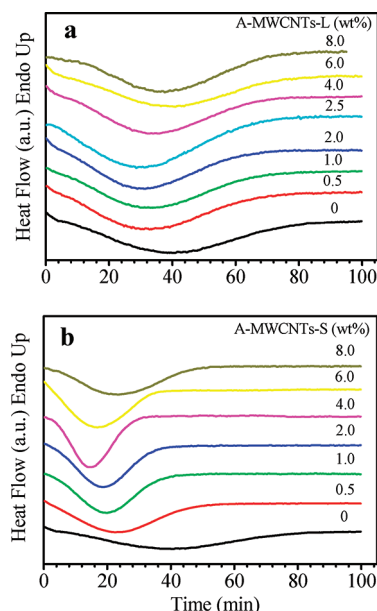 a
A-MWCNTs-L (wt%)
8.0
6.0
4.0
2.5
2.0
1.0
0.5
0
Heat Flow (a.u.) Endo Up
0 20 40 60 80 100
b
A-MWCNTs-S (wt%)
8.0
6.0
4.0
2.0
1.0
0.5
0
Heat Flow (a.u.) Endo Up
0 20 40 60 80 100
Time (min)